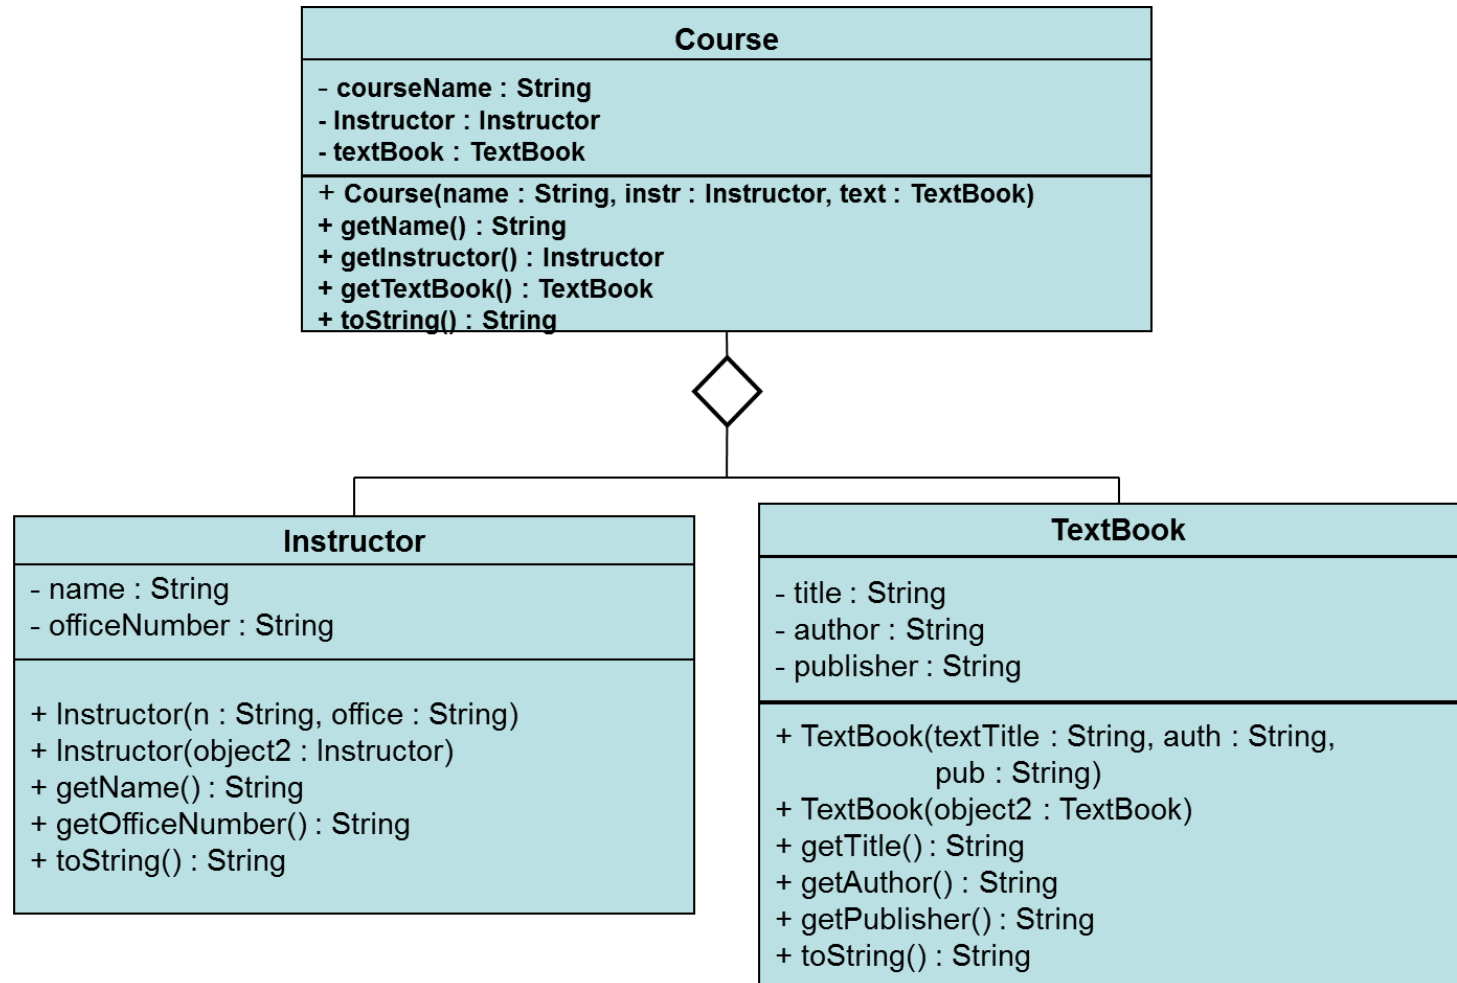 Course
- courseName : String
- Instructor : Instructor
- textBook : TextBook
+ Course(name : String, instr : Instructor, text : TextBook)
+ getName() : String
+ getInstructor() : Instructor
+ getTextBook() : TextBook
+ toString() : String
Instructor
- name : String
- officeNumber : String
+ Instructor(n : String, office : String)
+ Instructor(object2 : Instructor)
+ getName() : String
+ getOfficeNumber() : String
+ toString() : String
TextBook
- title : String
- author : String
- publisher : String
+ TextBook(textTitle : String, auth : String,
pub : String)
+ TextBook(object2 : TextBook)
+ getTitle() : String
+ getAuthor() : String
+ getPublisher() : String
+ toString() : String